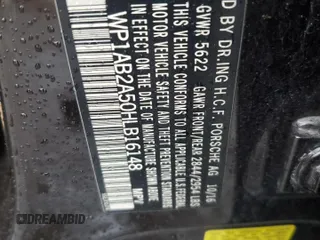 D BY DR.ING H.C.F. PORSCHE AG 10/16
GVWR 5622 GAWR FRONT/REAR 2844/2954 LBS
THIS VEHICLE CONFORMS TO ALL APPLICABLE U.S. FEDERAL
MOTOR VEHICLE SAFETY AND THEFT PREVENTION STANDARDS
IN EFFECT ON THE DATE OF MANUFACTURE SHOWN ABOVE.
WP1AB2A50HLB16148 MPV
DREAMBID